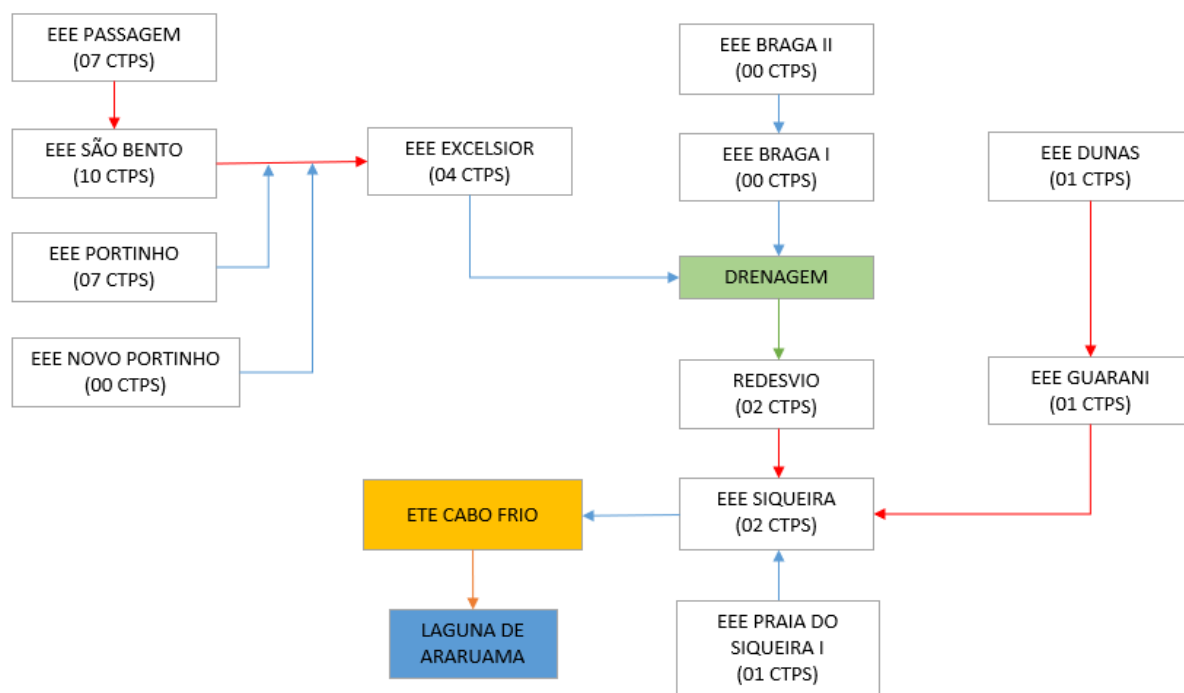 EEE PASSAGEM
(07 CTPS)
EEE BRAGA II
(00 CTPS)
EEE SÃO BENTO
(10 CTPS)
EEE EXCELSIOR
(04 CTPS)
EEE BRAGA I
(00 CTPS)
EEE DUNAS
(01 CTPS)
EEE PORTINHO
(07 CTPS)
DRENAGEM
EEE NOVO PORTINHO
(00 CTPS)
REDESVIO
(02 CTPS)
EEE GUARANI
(01 CTPS)
ETE CABO FRIO
EEE SIQUEIRA
(02 CTPS)
LAGUNA DE
ARARUAMA
EEE PRAIA DO
SIQUEIRA I
(01 CTPS)